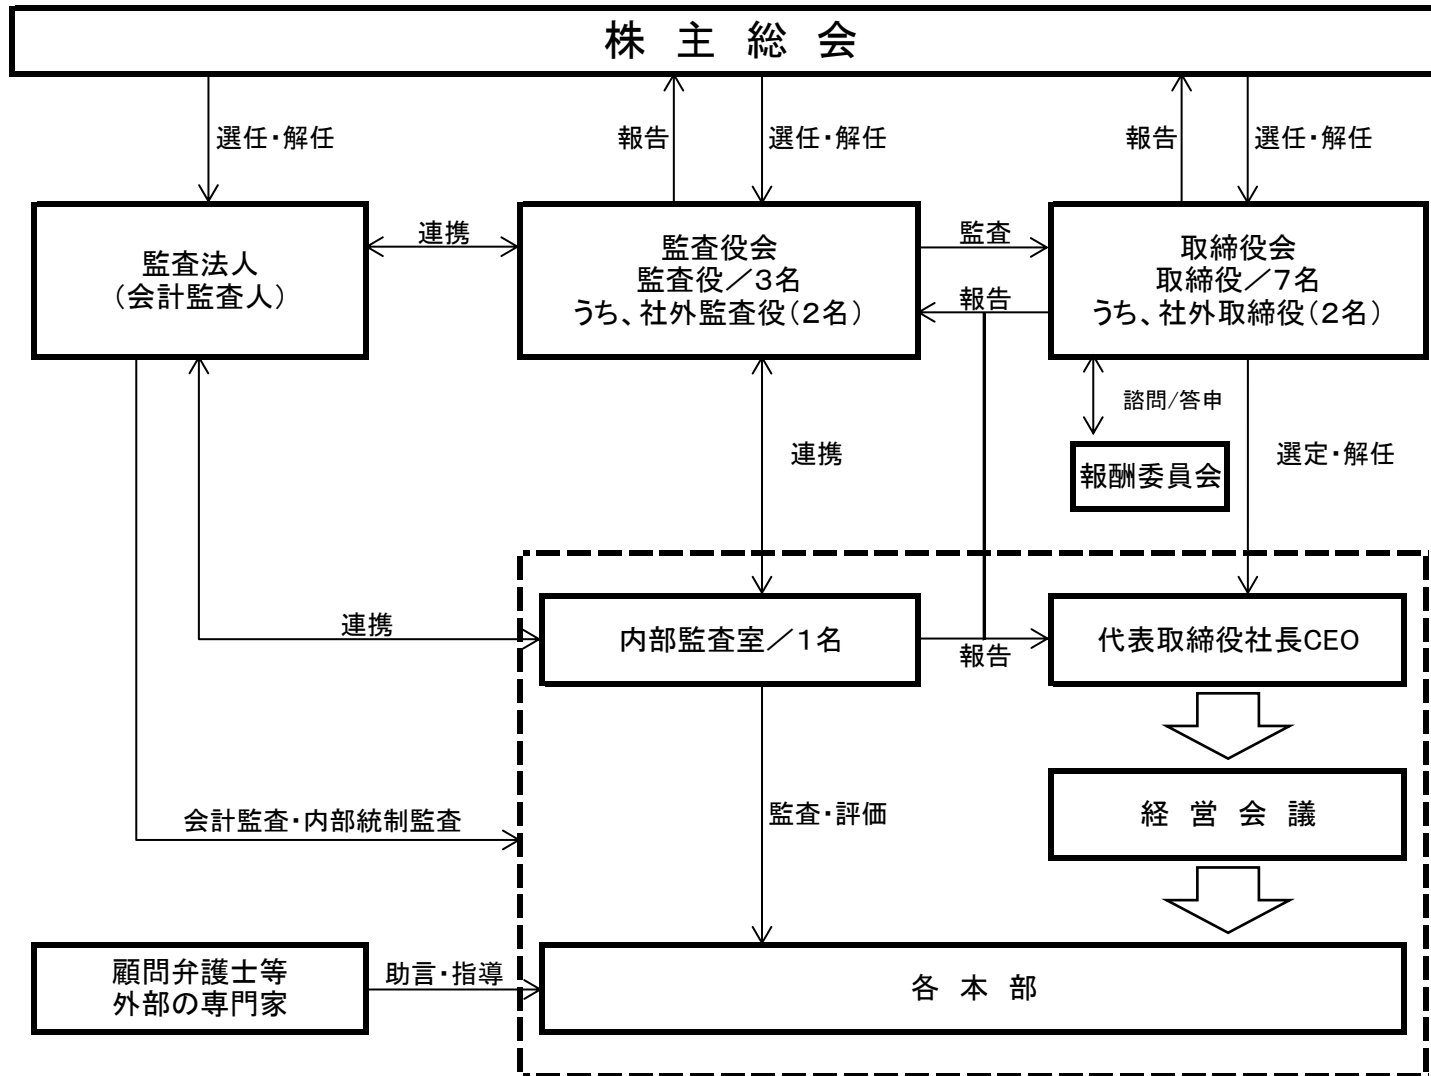 株 主 総 会
選任・解任
報告
選任・解任
報告
選任・解任
監査法人
（会計監査人）
連携
監査役会
監査役／3名
うち、社外監査役（2名）
監査
報告
取締役会
取締役／7名
うち、社外取締役（2名）
諮問/答申
報酬委員会
選定・解任
連携
連携
内部監査室／1名
報告
代表取締役社長CEO
会計監査・内部統制監査
監査・評価
経 営 会 議
顧問弁護士等
外部の専門家
助言・指導
各 本 部